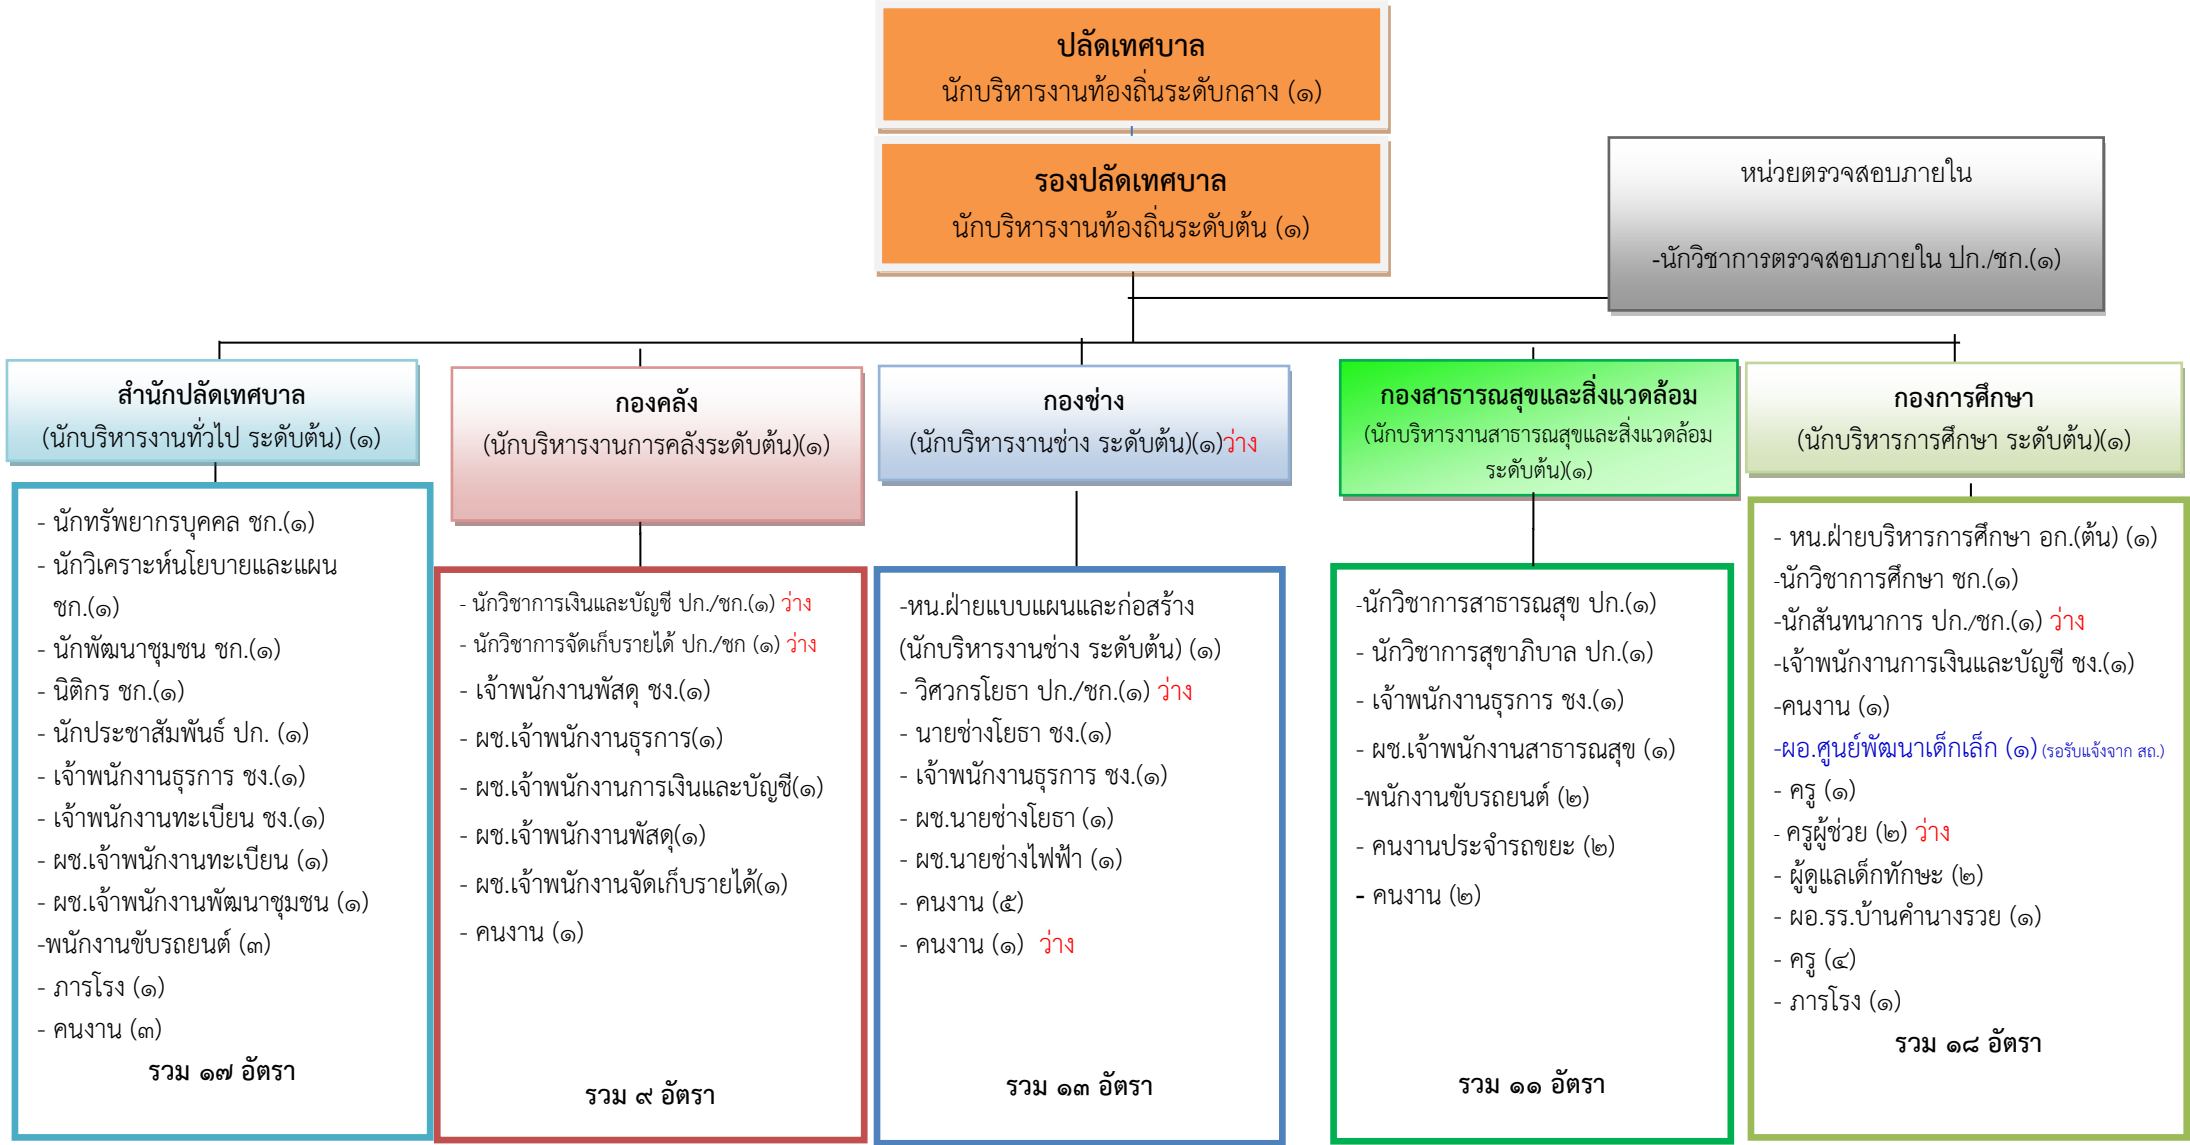 ปลัดเทศบาล
นักบริหารงานท้องถิ่นระดับกลาง (๑)
รองปลัดเทศบาล
นักบริหารงานท้องถิ่นระดับต้น (๑)
หน่วยตรวจสอบภายใน
-นักวิชาการตรวจสอบภายใน ปก./ชก.(๑)
สำนักปลัดเทศบาล
(นักบริหารงานทั่วไป ระดับต้น) (๑)
- นักทรัพยากรบุคคล ชก.(๑)
- นักวิเคราะห์นโยบายและแผน
ชก.(๑)
- นักพัฒนาชุมชน ชก.(๑)
- นิติกร ชก.(๑)
- นักประชาสัมพันธ์ ปก. (๑)
- เจ้าพนักงานธุรการ ชง.(๑)
- เจ้าพนักงานทะเบียน ชง.(๑)
- ผช.เจ้าพนักงานทะเบียน (๑)
- ผช.เจ้าพนักงานพัฒนาชุมชน (๑)
-พนักงานขับรถยนต์ (๓)
- ภารโรง (๑)
- คนงาน (๓)
รวม ๑๗ อัตรา
กองคลัง
(นักบริหารงานการคลังระดับต้น)(๑)
- นักวิชาการเงินและบัญชี ปก./ชก.(๑) ว่าง
- นักวิชาการจัดเก็บรายได้ ปก./ชก (๑) ว่าง
- เจ้าพนักงานพัสดุ ชง.(๑)
- ผช.เจ้าพนักงานธุรการ(๑)
- ผช.เจ้าพนักงานการเงินและบัญชี(๑)
- ผช.เจ้าพนักงานพัสดุ(๑)
- ผช.เจ้าพนักงานจัดเก็บรายได้(๑)
- คนงาน (๑)
รวม ๙ อัตรา
กองช่าง
(นักบริหารงานช่าง ระดับต้น)(๑)ว่าง
-หน.ฝ่ายแบบแผนและก่อสร้าง
(นักบริหารงานช่าง ระดับต้น) (๑)
- วิศวกรโยธา ปก./ชก.(๑) ว่าง
- นายช่างโยธา ชง.(๑)
- เจ้าพนักงานธุรการ ชง.(๑)
- ผช.นายช่างโยธา (๑)
- ผช.นายช่างไฟฟ้า (๑)
- คนงาน (๕)
- คนงาน (๑) ว่าง
รวม ๑๓ อัตรา
กองสาธารณสุขและสิ่งแวดล้อม
(นักบริหารงานสาธารณสุขและสิ่งแวดล้อม
ระดับต้น)(๑)
-นักวิชาการสาธารณสุข ปก.(๑)
- นักวิชาการสุขาภิบาล ปก.(๑)
- เจ้าพนักงานธุรการ ชง.(๑)
- ผช.เจ้าพนักงานสาธารณสุข (๑)
-พนักงานขับรถยนต์ (๒)
- คนงานประจำรถขยะ (๒)
- คนงาน (๒)
รวม ๑๑ อัตรา
กองการศึกษา
(นักบริหารการศึกษา ระดับต้น)(๑)
- หน.ฝ่ายบริหารการศึกษา อก.(ต้น) (๑)
-นักวิชาการศึกษา ชก.(๑)
-นักสันทนาการ ปก./ชก.(๑) ว่าง
-เจ้าพนักงานการเงินและบัญชี ชง.(๑)
-คนงาน (๑)
-ผอ.ศูนย์พัฒนาเด็กเล็ก (๑) (รอรับแจ้งจาก สถ.)
- ครู (๑)
- ครูผู้ช่วย (๒) ว่าง
- ผู้ดูแลเด็กทักษะ (๒)
- ผอ.รร.บ้านคำนางรวย (๑)
- ครู (๔)
- ภารโรง (๑)
รวม ๑๘ อัตรา